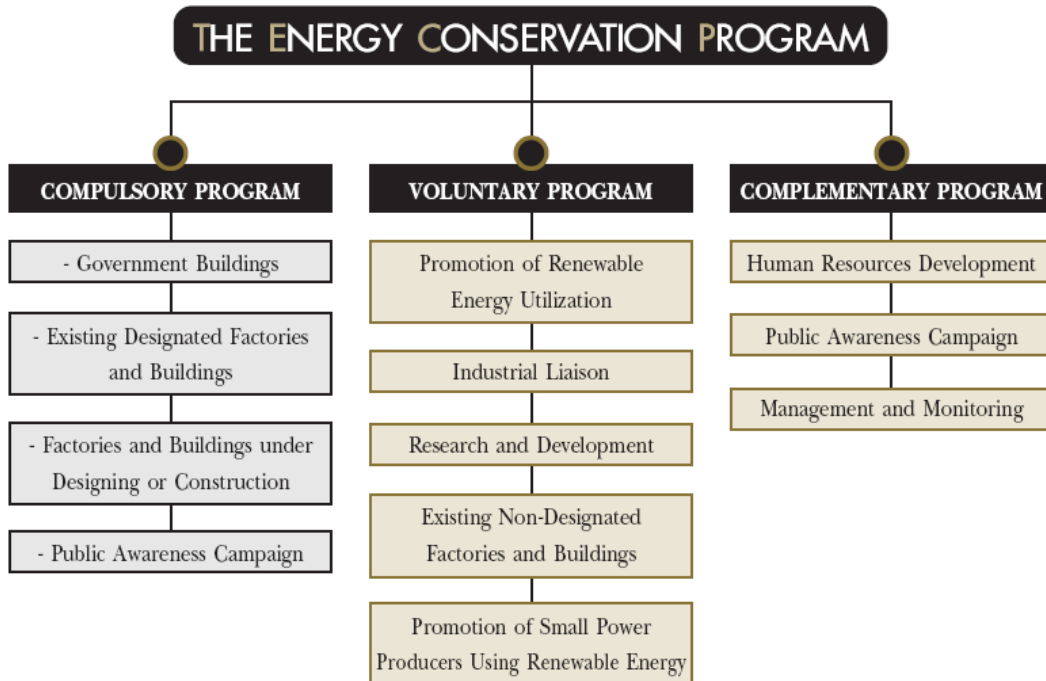 THE ENERGY CONSERVATION PROGRAM
COMPULSORY PROGRAM
- Government Buildings
- Existing Designated Factories
and Buildings
- Factories and Buildings under
Designing or Construction
- Public Awareness Campaign
VOLUNTARY PROGRAM
Promotion of Renewable
Energy Utilization
Industrial Liaison
Research and Development
Existing Non-Designated
Factories and Buildings
Promotion of Small Power
Producers Using Renewable Energy
COMPLEMENTARY PROGRAM
Human Resources Development
Public Awareness Campaign
Management and Monitoring